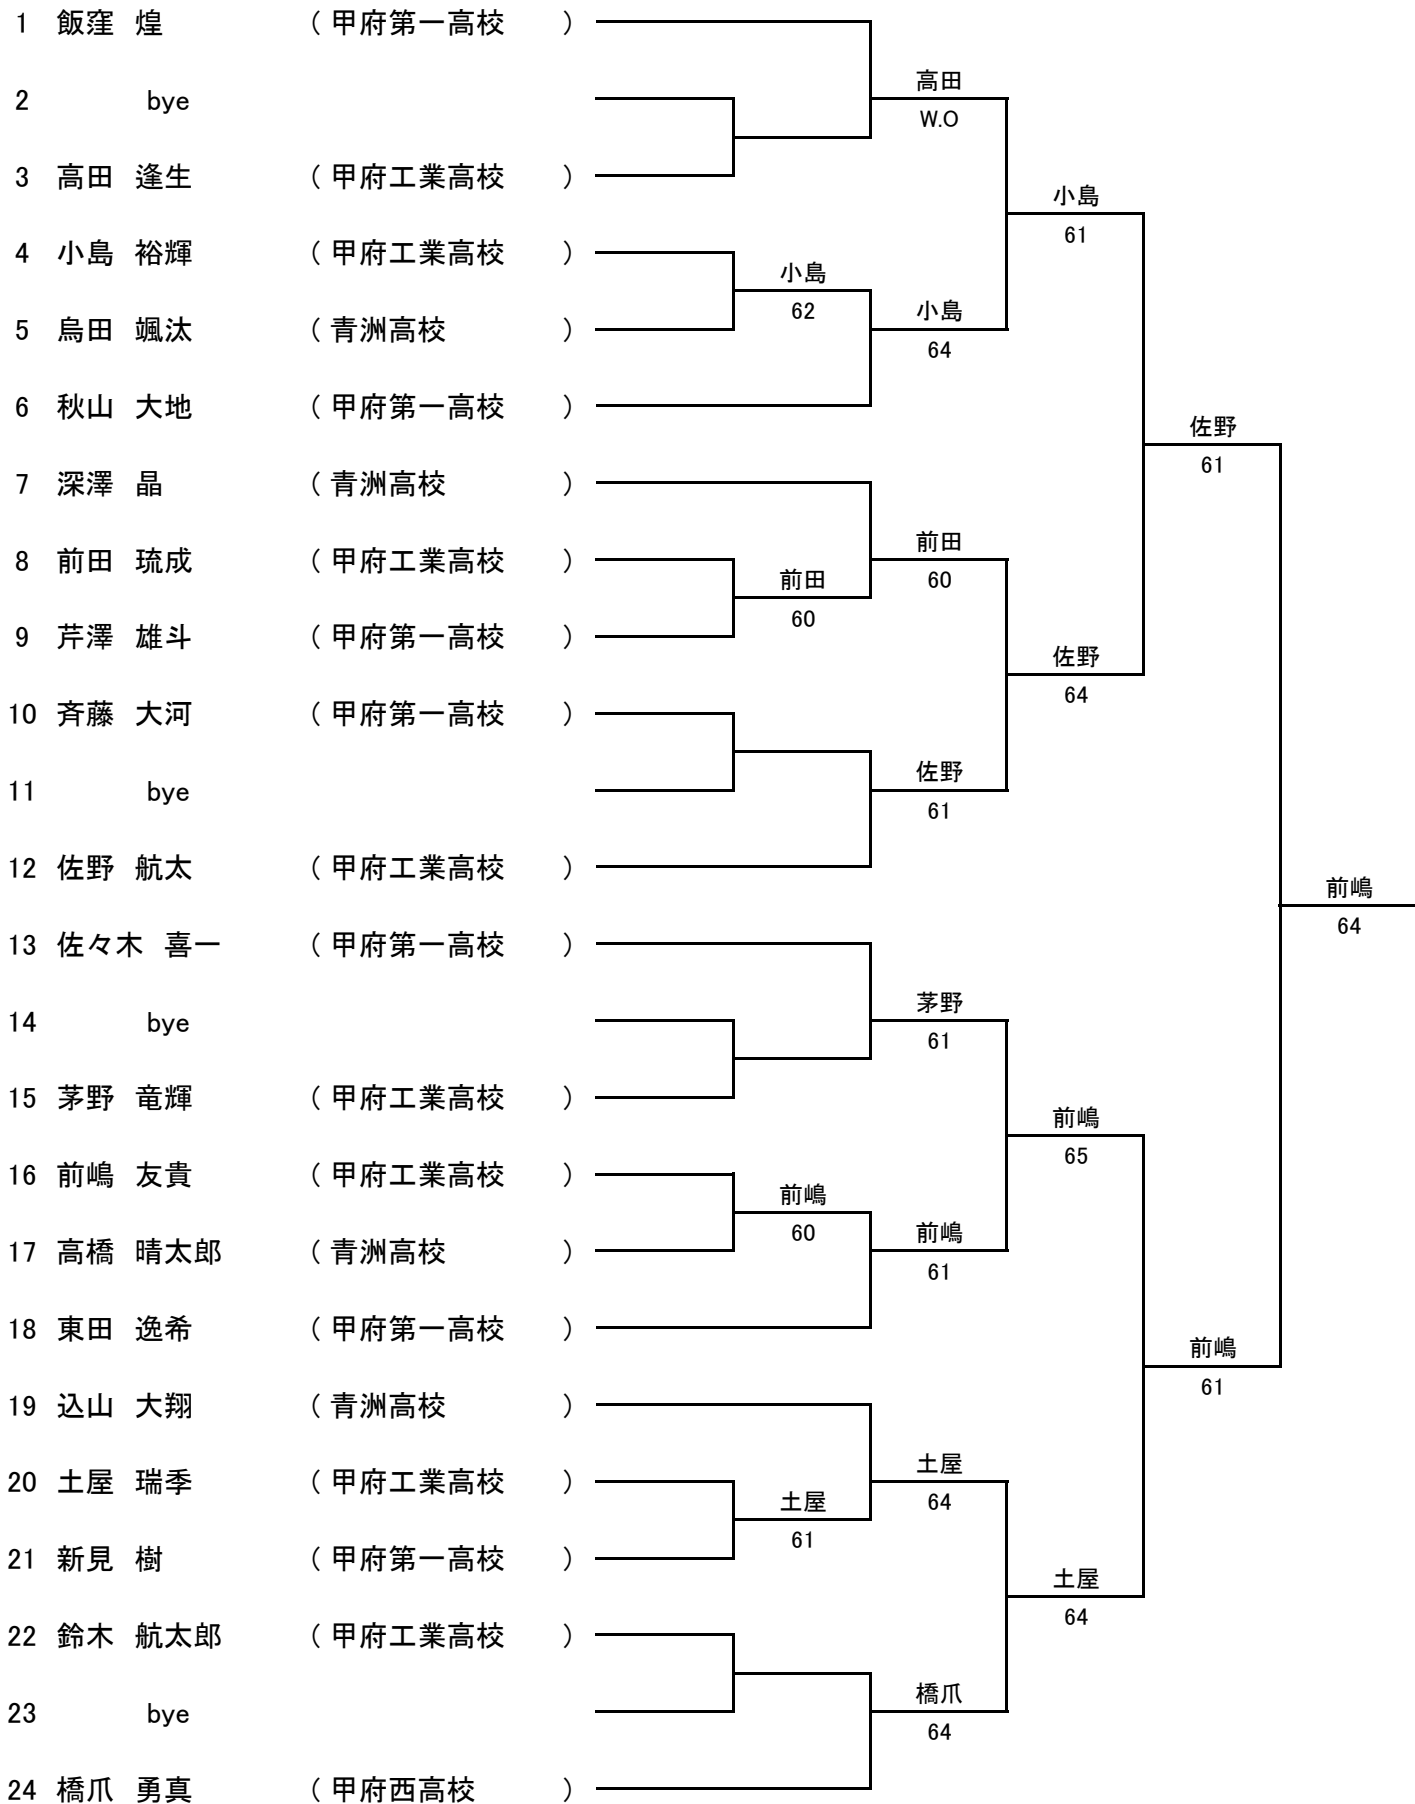 1 飯窪 煌 ( 甲府第一高校 )
高田
2 bye
W.O
3 高田 逢生 ( 甲府工業高校 )
小島
61
4 小島 裕輝 ( 甲府工業高校 )
小島
62
小島
5 烏田 颯汰 ( 青洲高校 )
64
6 秋山 大地 ( 甲府第一高校 )
佐野
61
7 深澤 晶 ( 青洲高校 )
前田
8 前田 琉成 ( 甲府工業高校 )
前田
60
60
9 芹澤 雄斗 ( 甲府第一高校 )
佐野
64
10 斉藤 大河 ( 甲府第一高校 )
佐野
11 bye
61
12 佐野 航太 ( 甲府工業高校 )
前嶋
64
13 佐々木 喜一 ( 甲府第一高校 )
茅野
14 bye
61
15 茅野 竜輝 ( 甲府工業高校 )
前嶋
65
16 前嶋 友貴 ( 甲府工業高校 )
前嶋
60
前嶋
17 高橋 晴太郎 ( 青洲高校 )
61
18 東田 逸希 ( 甲府第一高校 )
前嶋
61
19 込山 大翔 ( 青洲高校 )
土屋
20 土屋 瑞季 ( 甲府工業高校 )
土屋
64
61
21 新見 樹 ( 甲府第一高校 )
土屋
64
22 鈴木 航太郎 ( 甲府工業高校 )
橋爪
23 bye
64
24 橋爪 勇真 ( 甲府西高校 )